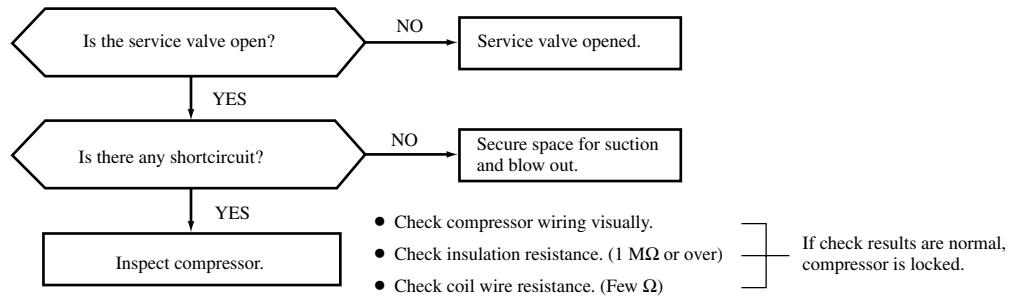 Is the service valve open?
NO
Service valve opened.
YES
Is there any shortcircuit?
NO
Secure space for suction
and blow out.
YES
Inspect compressor.
● Check compressor wiring visually.
● Check insulation resistance. (1 MΩ or over)
● Check coil wire resistance. (Few Ω)
If check results are normal,
compressor is locked.